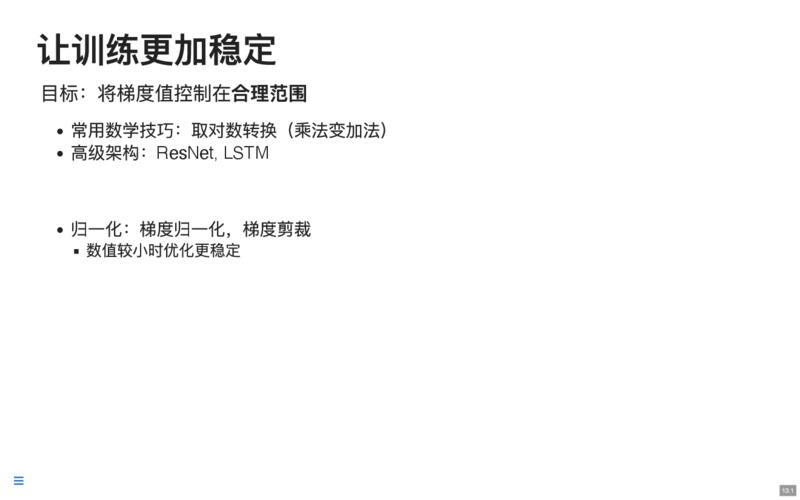 让训练更加稳定
目标：将梯度值控制在合理范围
常用数学技巧：取对数转换（乘法变加法）
高级架构：ResNet, LSTM
归一化：梯度归一化，梯度剪裁
数值较小时优化更稳定
13.1